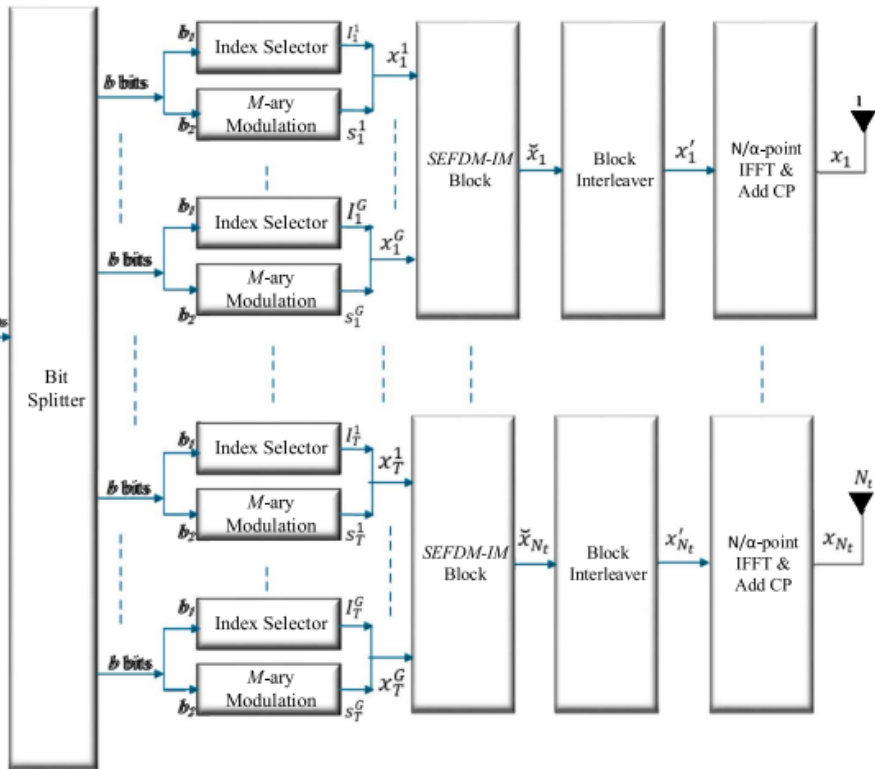 Bit
Splitter
b bits
b₁
Index Selector
I₁¹
b₂
M-ary
Modulation
s₁¹
x₁¹
b bits
b₁
Index Selector
I₁ᴳ
b₂
M-ary
Modulation
s₁ᴳ
x₁ᴳ
SEFDM-IM
Block
x̌₁
Block
Interleaver
x₁′
N/α-point
IFFT &
Add CP
x₁
1
b bits
b₁
Index Selector
I_T¹
b₂
M-ary
Modulation
s_T¹
x_T¹
b bits
b₁
Index Selector
I_Tᴳ
b₂
M-ary
Modulation
s_Tᴳ
x_Tᴳ
SEFDM-IM
Block
x̌_{N_t}
Block
Interleaver
x′_{N_t}
N/α-point
IFFT &
Add CP
x_{N_t}
N_t